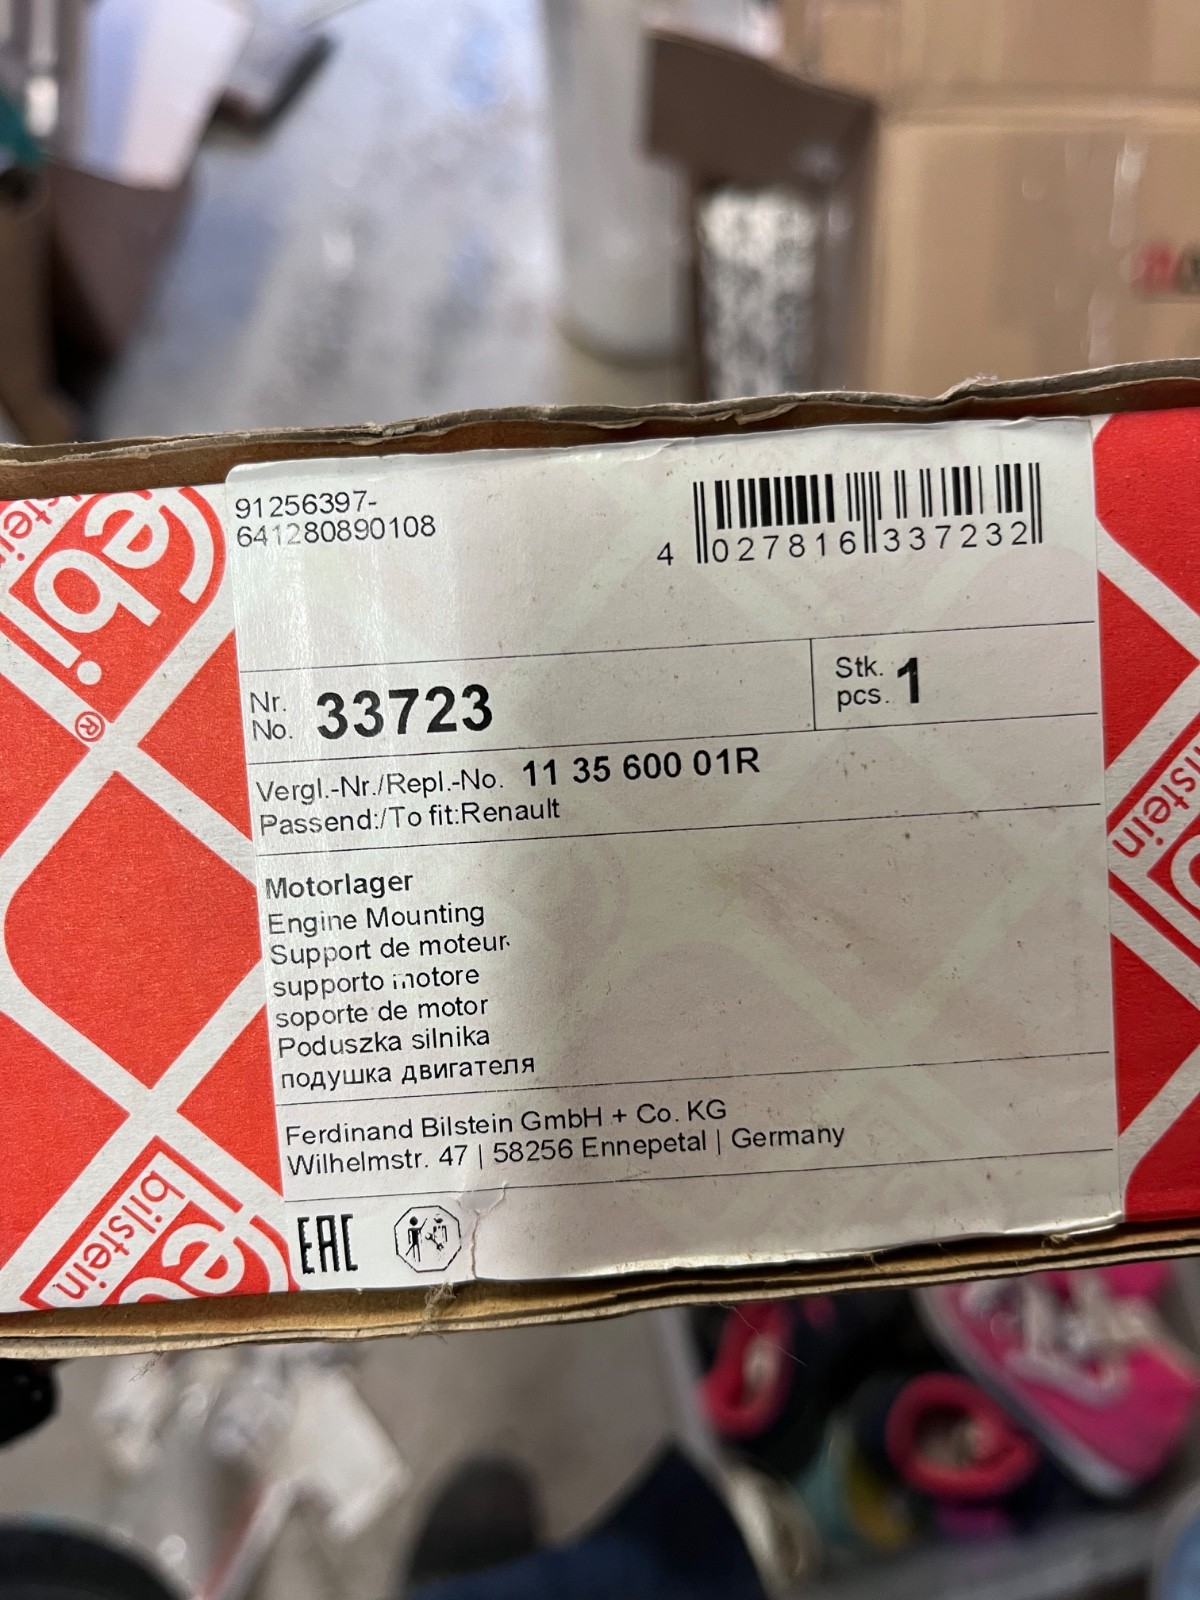 91256397-
641280890108
4 027816 337232
Nr.
No. 33723
Stk.
pcs. 1
Vergl.-Nr./Repl.-No. 11 35 600 01R
Passend:/To fit:Renault
Motorlager
Engine Mounting
Support de moteur
supporto motore
soporte de motor
Poduszka silnika
подушка двигателя
Ferdinand Bilstein GmbH + Co. KG
Wilhelmstr. 47 | 58256 Ennepetal | Germany
EAC
febi®
bilstein